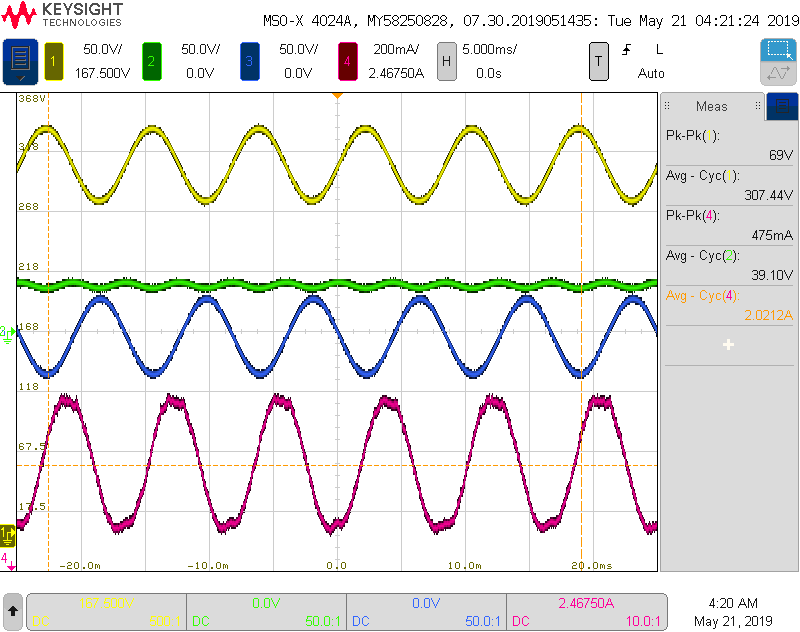 KEYSIGHT
TECHNOLOGIES
MSO-X 4024A, MY58250828, 07.30.2019051435: Tue May 21 04:21:24 2019
1 50.0V/ 2 50.0V/ 3 50.0V/ 4 200mA/ H 5.000ms/ T L
167.500V 0.0V 0.0V 2.46750A 0.0s Auto
368V
318
268
218
168
118
67.5
17.5
1
4
-20.0m -10.0m 0.0 10.0m 20.0ms
Meas
Pk-Pk( ):
69V
Avg - Cyc( ):
307.44V
Pk-Pk(4):
475mA
Avg - Cyc(2):
39.10V
Avg - Cyc(4):
2.0212A
167.500V 0.0V 0.0V 2.46750A
DC DC 50.0:1 DC 50.0:1 DC 10.0:1
4:20 AM
May 21, 2019